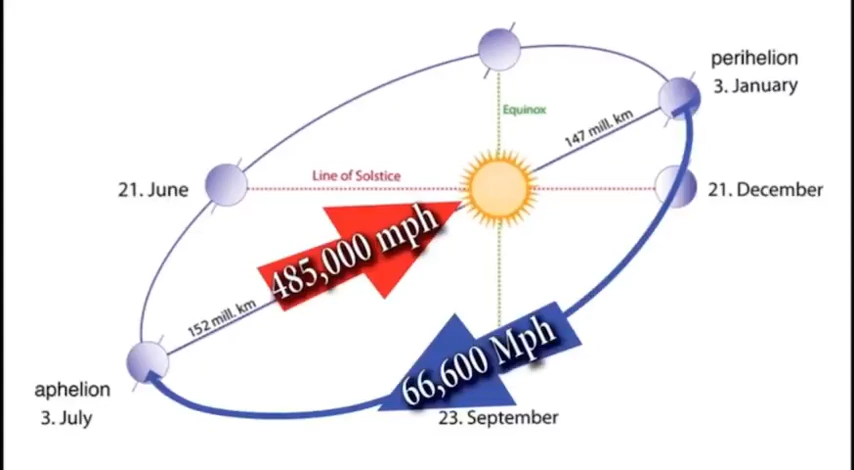 perihelion
3. January
Equinox
147 mill. km
Line of Solstice
21. June
21. December
485,000 mph
152 mill. km
66,600 Mph
aphelion
3. July
23. September